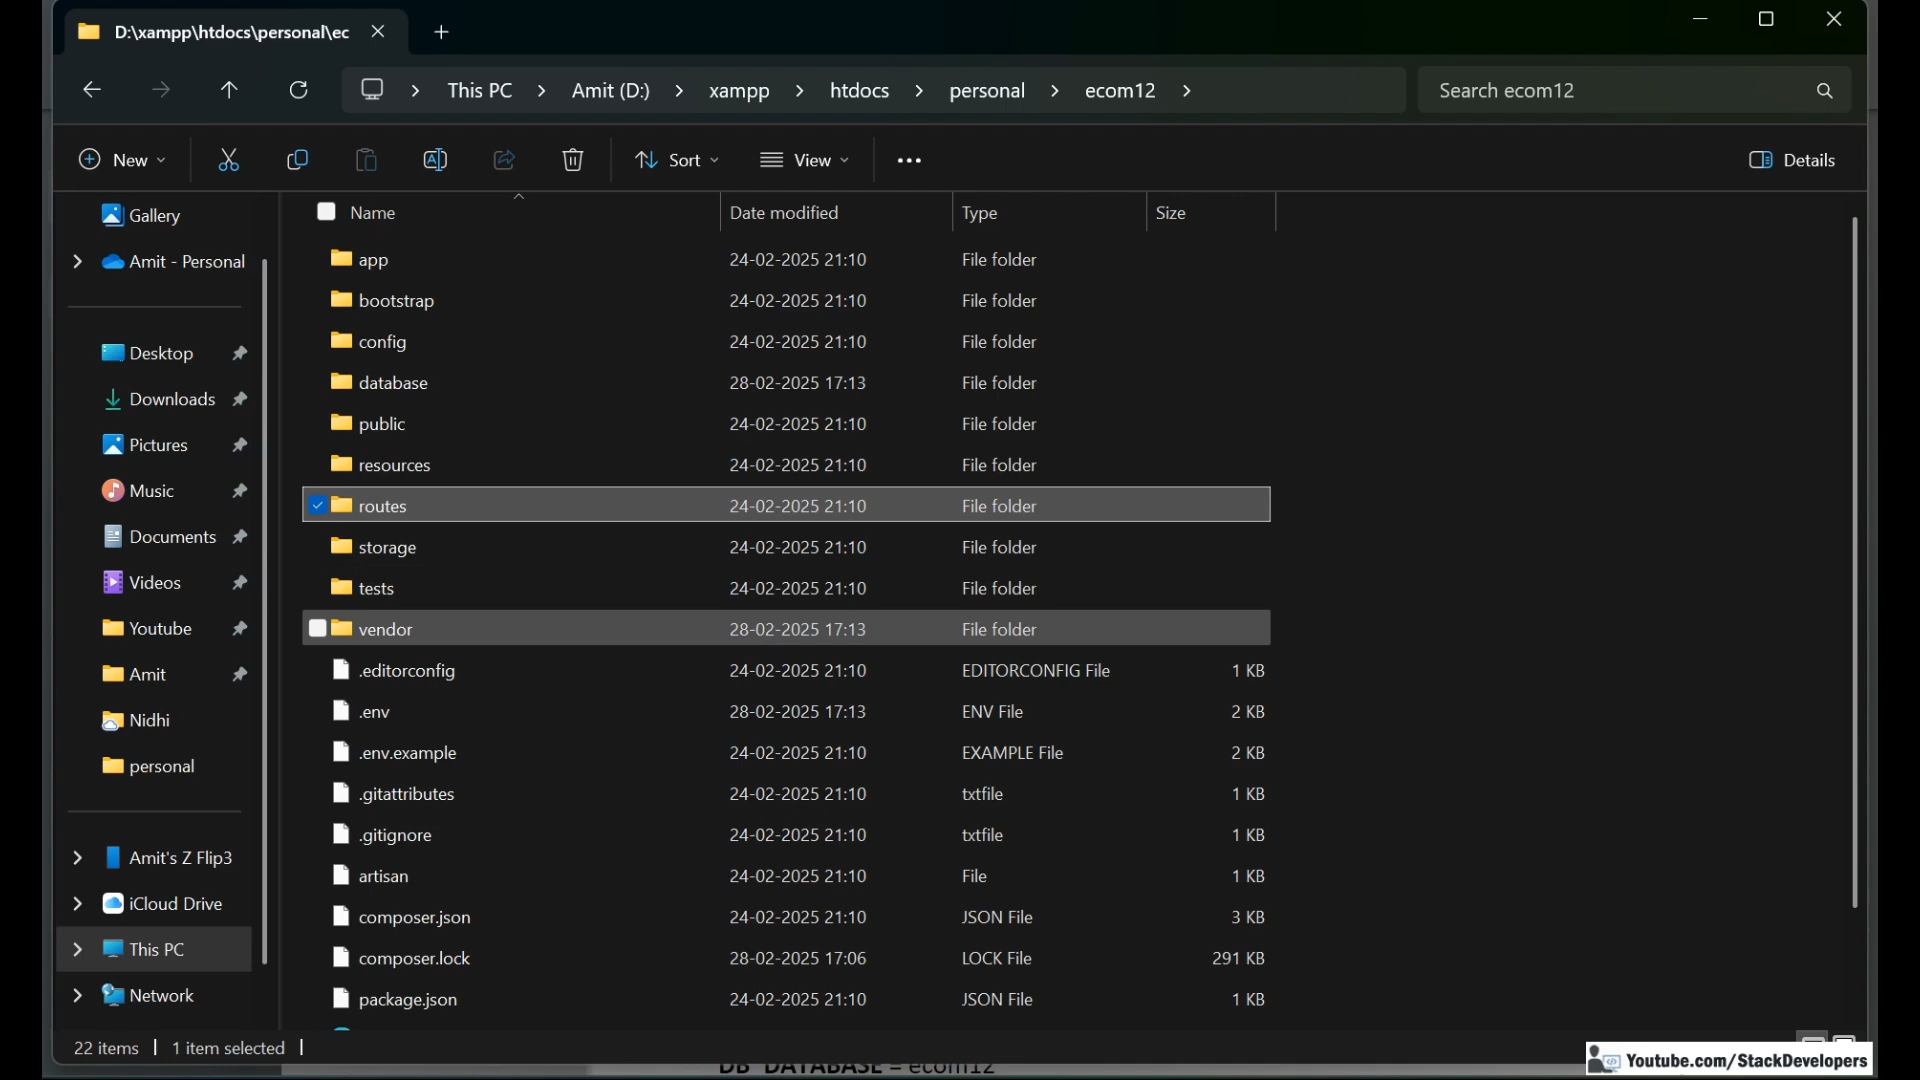 D:\xampp\htdocs\personal\ec
This PC > Amit (D:) > xampp > htdocs > personal > ecom12 >
Search ecom12
New
Sort
View
Details
Gallery
Amit - Personal
Desktop
Downloads
Pictures
Music
Documents
Videos
Youtube
Amit
Nidhi
personal
Amit's Z Flip3
iCloud Drive
This PC
Network
Name Date modified Type Size
app 24-02-2025 21:10 File folder
bootstrap 24-02-2025 21:10 File folder
config 24-02-2025 21:10 File folder
database 28-02-2025 17:13 File folder
public 24-02-2025 21:10 File folder
resources 24-02-2025 21:10 File folder
routes 24-02-2025 21:10 File folder
storage 24-02-2025 21:10 File folder
tests 24-02-2025 21:10 File folder
vendor 28-02-2025 17:13 File folder
.editorconfig 24-02-2025 21:10 EDITORCONFIG File 1 KB
.env 28-02-2025 17:13 ENV File 2 KB
.env.example 24-02-2025 21:10 EXAMPLE File 2 KB
.gitattributes 24-02-2025 21:10 txtfile 1 KB
.gitignore 24-02-2025 21:10 txtfile 1 KB
artisan 24-02-2025 21:10 File 1 KB
composer.json 24-02-2025 21:10 JSON File 3 KB
composer.lock 28-02-2025 17:06 LOCK File 291 KB
package.json 24-02-2025 21:10 JSON File 1 KB
22 items | 1 item selected |
DB_DATABASE = ecom12
Youtube.com/StackDevelopers